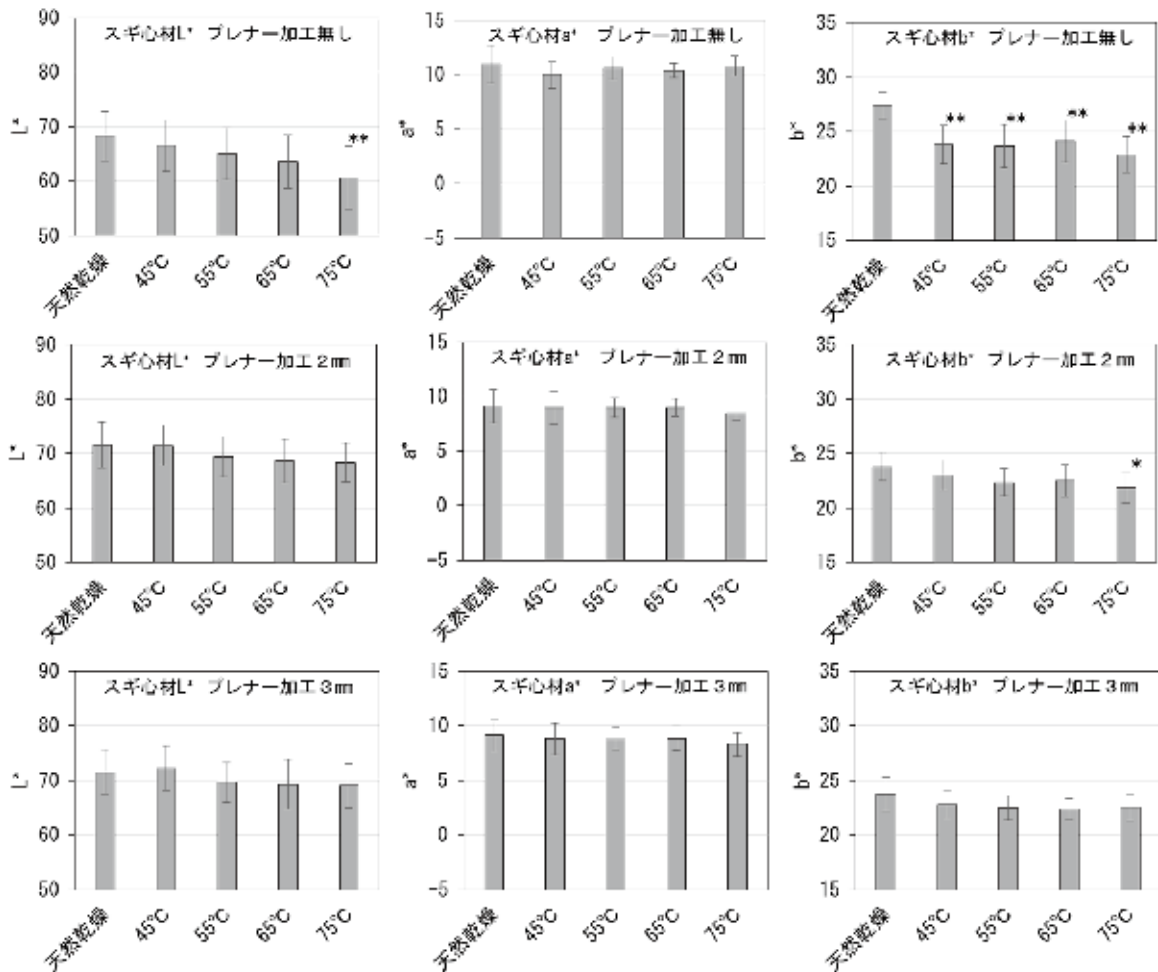 スギ心材L* プレナー加工無し
90
80
70
60
50
L*
**
天然乾燥
45℃
55℃
65℃
75℃
スギ心材a* プレナー加工無し
15
10
5
0
-5
a*
天然乾燥
45℃
55℃
65℃
75℃
スギ心材b* プレナー加工無し
35
30
25
20
15
b*
** ** ** **
天然乾燥
45℃
55℃
65℃
75℃
スギ心材L* プレナー加工2㎜
90
80
70
60
50
L*
天然乾燥
45℃
55℃
65℃
75℃
スギ心材a* プレナー加工2㎜
15
10
5
0
-5
a*
天然乾燥
45℃
55℃
65℃
75℃
スギ心材b* プレナー加工2㎜
35
30
25
20
15
b*
*
天然乾燥
45℃
55℃
65℃
75℃
スギ心材L* プレナー加工3㎜
90
80
70
60
50
L*
天然乾燥
45℃
55℃
65℃
75℃
スギ心材a* プレナー加工3㎜
15
10
5
0
-5
a*
天然乾燥
45℃
55℃
65℃
75℃
スギ心材b* プレナー加工3㎜
35
30
25
20
15
b*
天然乾燥
45℃
55℃
65℃
75℃